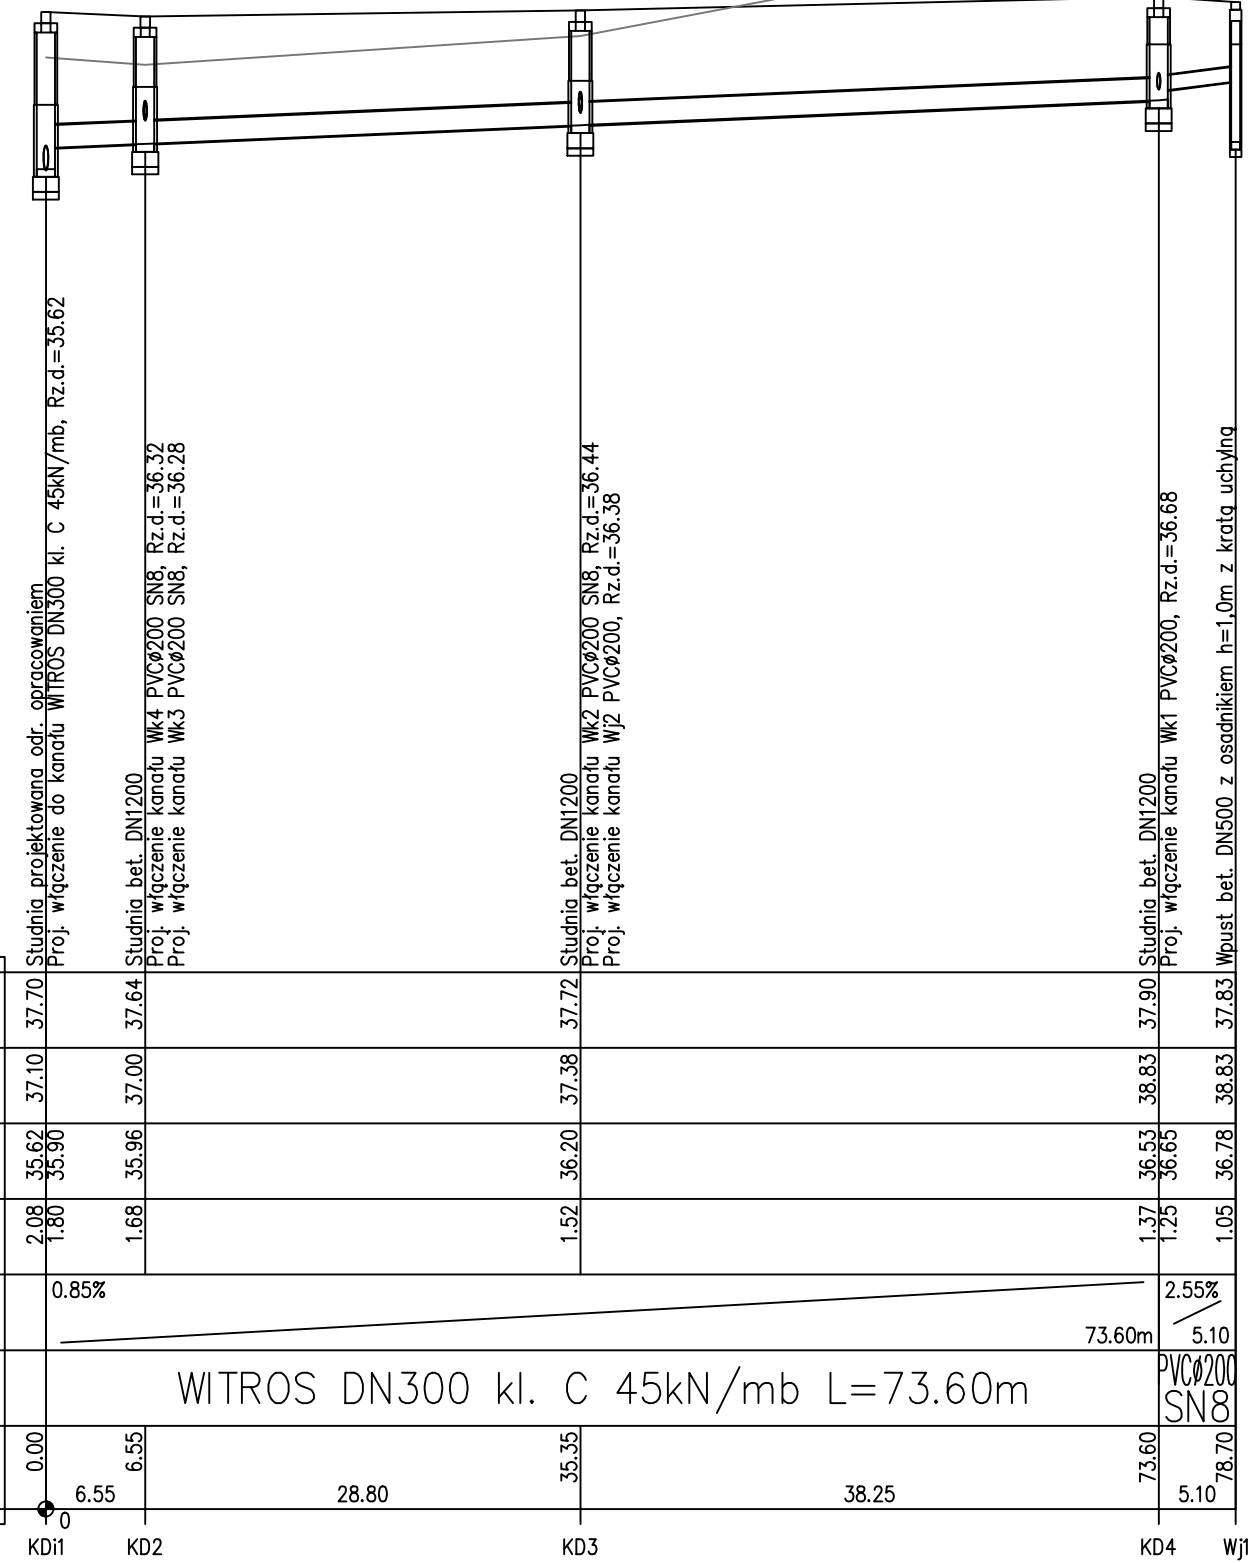 Studnia projektowana odr. opracowaniem
Proj. włączenie do kanału WITROS DN300 kl. C 45kN/mb, Rz.d.=35.62
Studnia bet. DN1200
Proj. włączenie kanału Wk4 PVCø200 SN8, Rz.d.=36.32
Proj. włączenie kanału Wk3 PVCø200 SN8, Rz.d.=36.28
Studnia bet. DN1200
Proj. włączenie kanału Wk2 PVCø200 SN8, Rz.d.=36.44
Proj. włączenie kanału Wj2 PVCø200, Rz.d.=36.38
Studnia bet. DN1200
Proj. włączenie kanału Wk1 PVCø200, Rz.d.=36.68
Wpust bet. DN500 z osadnikiem h=1,0m z kratą uchylną
37.70 37.64 37.72 37.90 37.83
37.10 37.00 37.38 38.83 38.83
35.62 35.90 35.96 36.20 36.53 36.65 36.78
2.08 1.80 1.68 1.52 1.37 1.25 1.05
0.85% 2.55%
73.60m 5.10
WITROS DN300 kl. C 45kN/mb L=73.60m
PVCø200
SN8
0.00 6.55 35.35 73.60 78.70
6.55 28.80 38.25 5.10
0
KDi1 KD2 KD3 KD4 Wj1